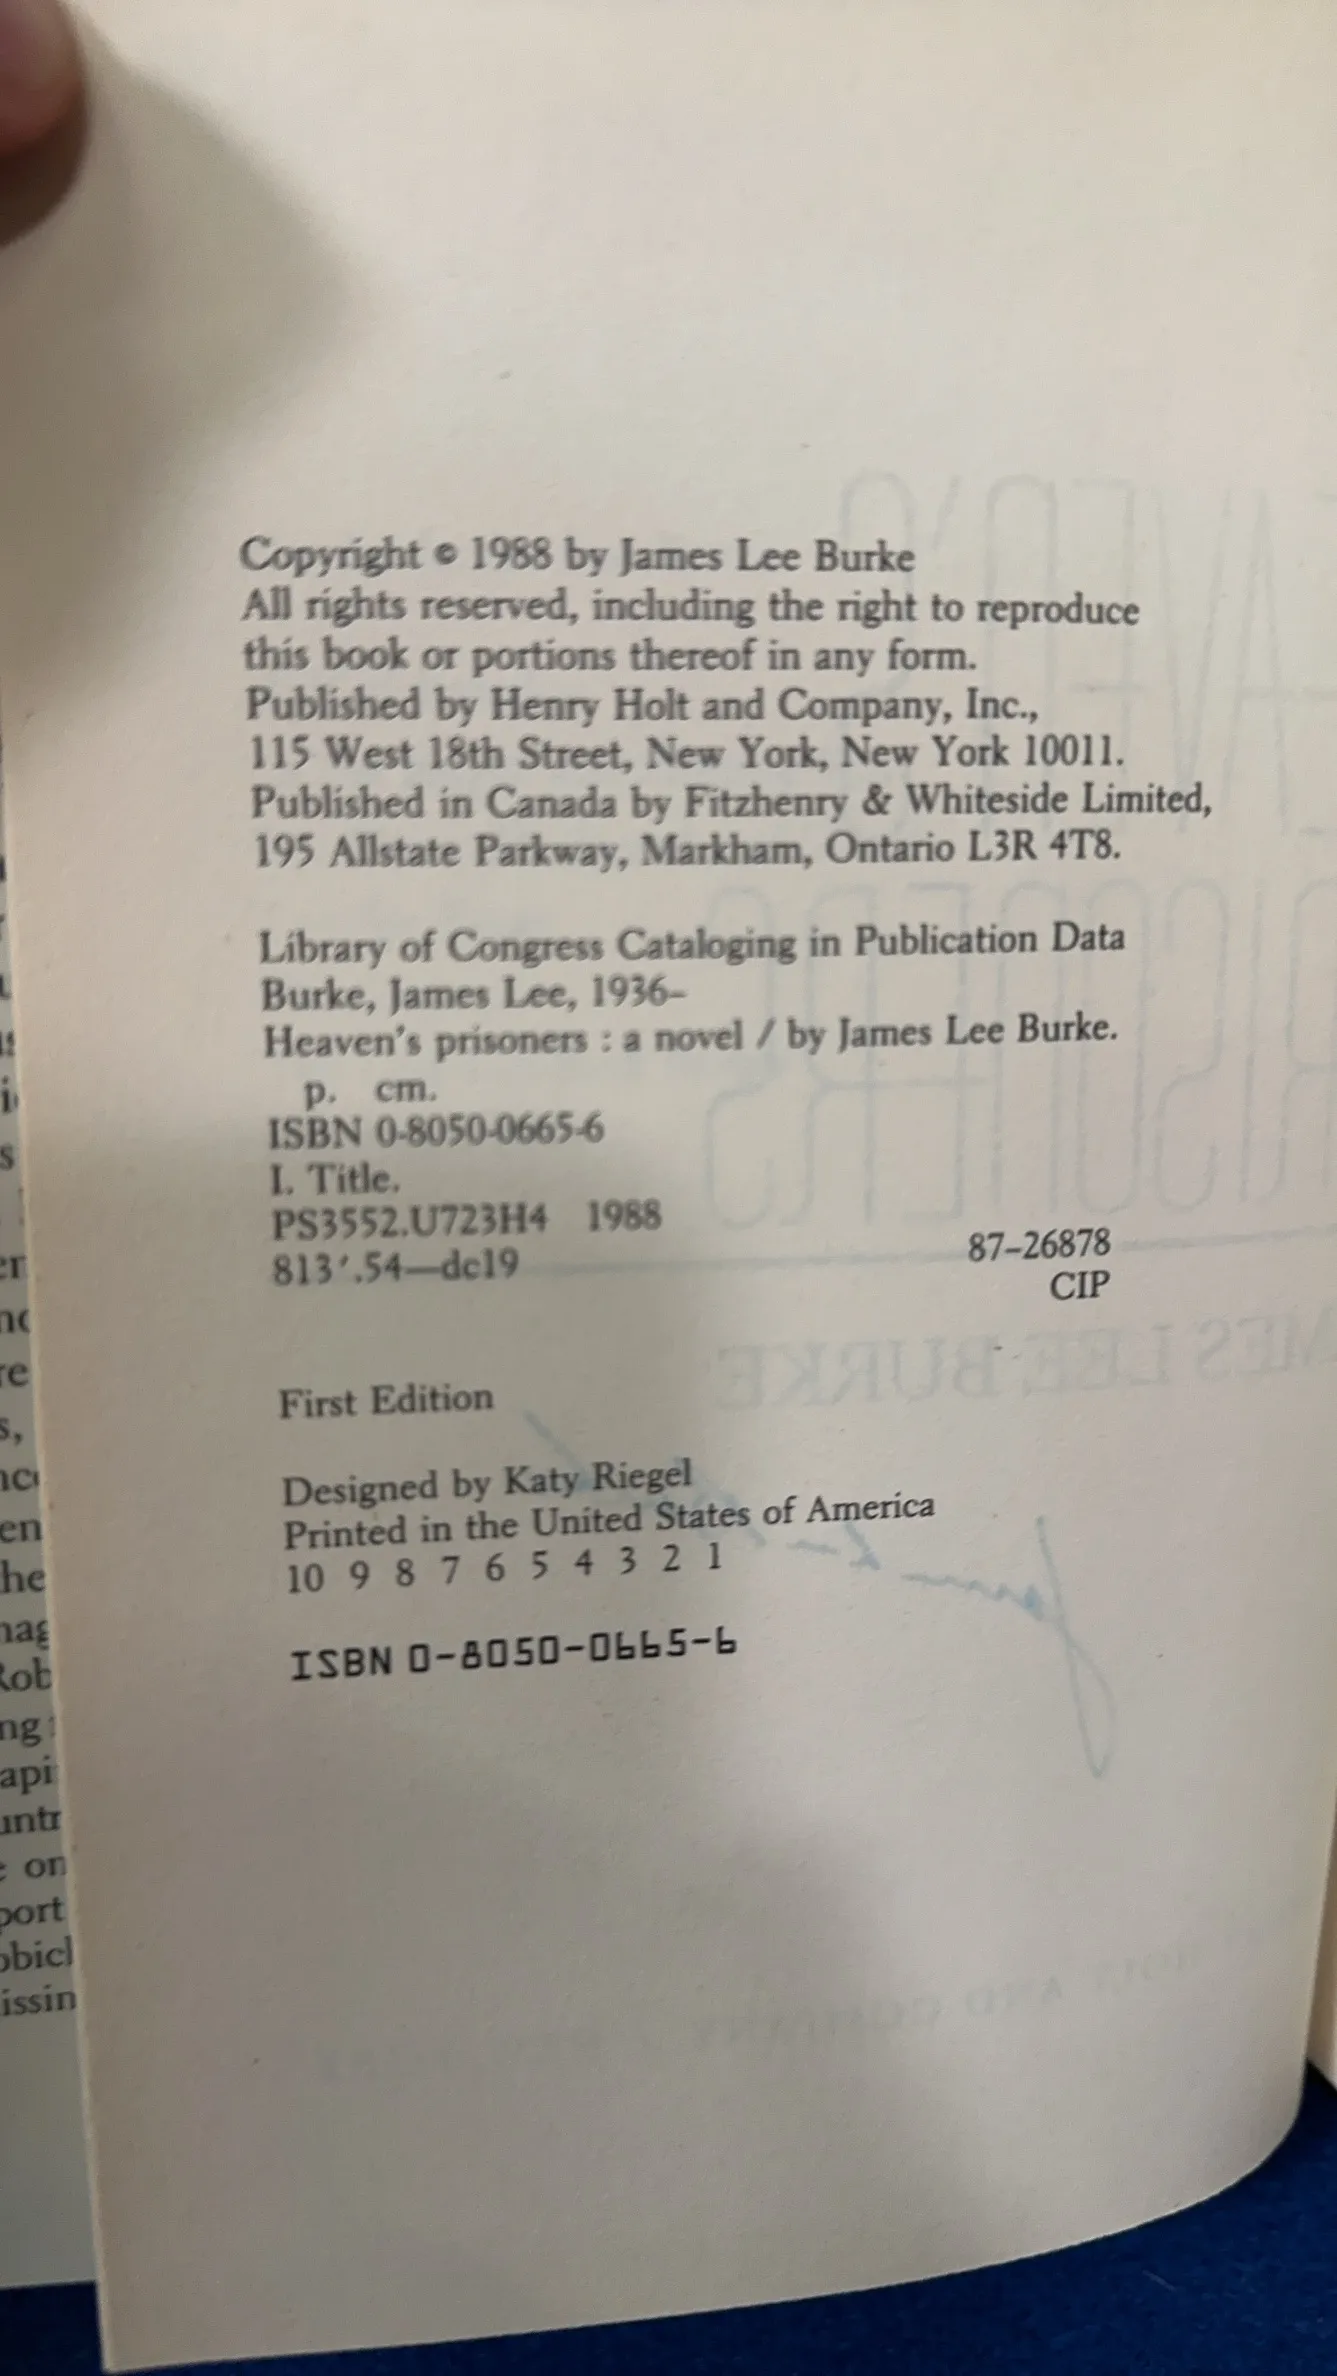 Copyright © 1988 by James Lee Burke
All rights reserved, including the right to reproduce
this book or portions thereof in any form.
Published by Henry Holt and Company, Inc.,
115 West 18th Street, New York, New York 10011.
Published in Canada by Fitzhenry & Whiteside Limited,
195 Allstate Parkway, Markham, Ontario L3R 4T8.
Library of Congress Cataloging in Publication Data
Burke, James Lee, 1936–
Heaven's prisoners : a novel / by James Lee Burke.
p. cm.
ISBN 0-8050-0665-6
I. Title.
PS3552.U723H4 1988
813′.54—dc19
87–26878
CIP
First Edition
Designed by Katy Riegel
Printed in the United States of America
10 9 8 7 6 5 4 3 2 1
ISBN 0-8050-0665-6